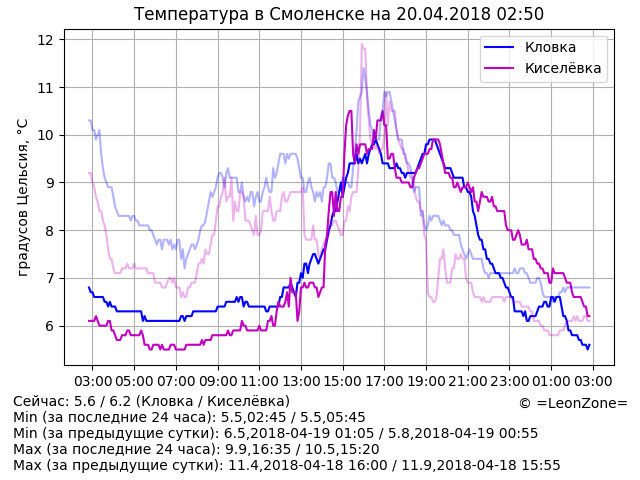 Температура в Смоленске на 20.04.2018 02:50
градусов Цельсия, °C
12
11
10
9
8
7
6
Кловка
Киселёвка
03:00 05:00 07:00 09:00 11:00 13:00 15:00 17:00 19:00 21:00 23:00 01:00 03:00
Сейчас: 5.6 / 6.2 (Кловка / Киселёвка)
© =LeonZone=
Min (за последние 24 часа): 5.5,02:45 / 5.5,05:45
Min (за предыдущие сутки): 6.5,2018-04-19 01:05 / 5.8,2018-04-19 00:55
Max (за последние 24 часа): 9.9,16:35 / 10.5,15:20
Max (за предыдущие сутки): 11.4,2018-04-18 16:00 / 11.9,2018-04-18 15:55